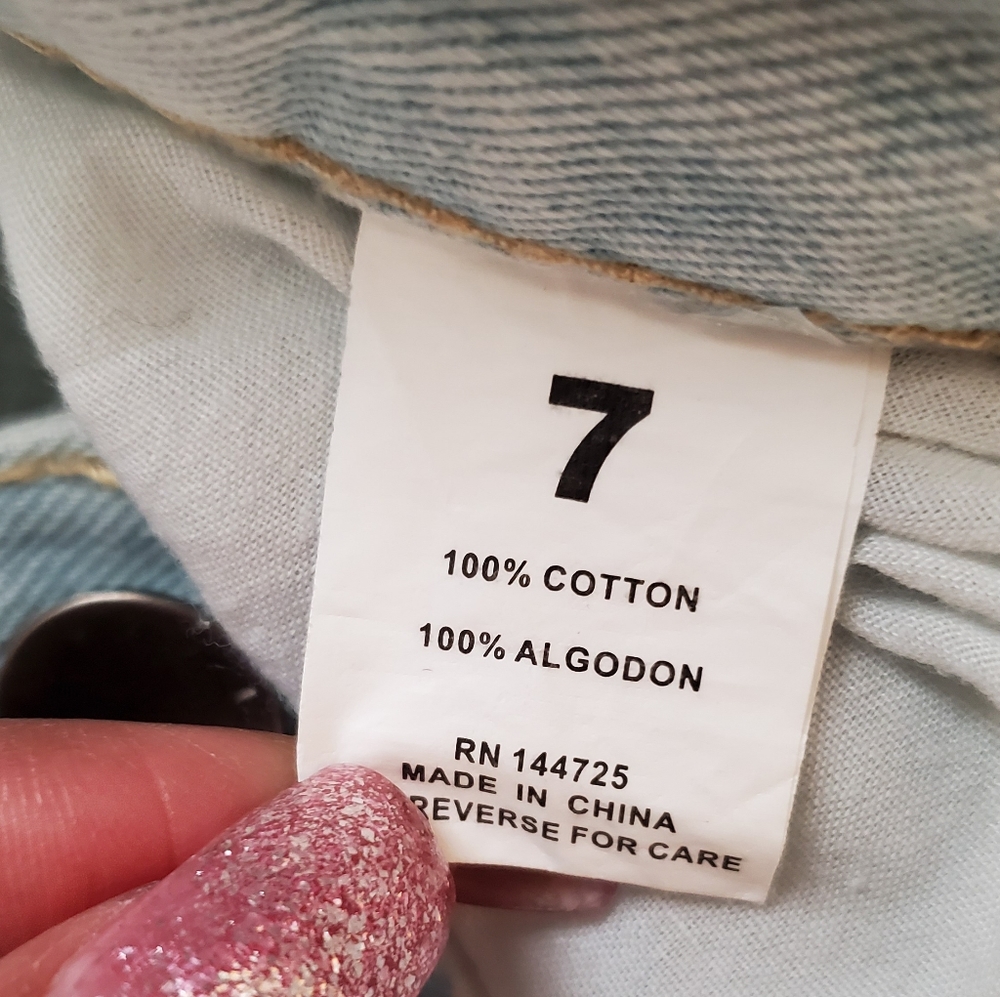 7
100% COTTON
100% ALGODON
RN 144725
MADE IN CHINA
REVERSE FOR CARE